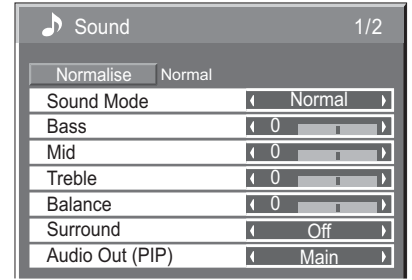 Sound 1/2
Normalise Normal
Sound Mode Normal
Bass 0
Mid 0
Treble 0
Balance 0
Surround Off
Audio Out (PIP) Main